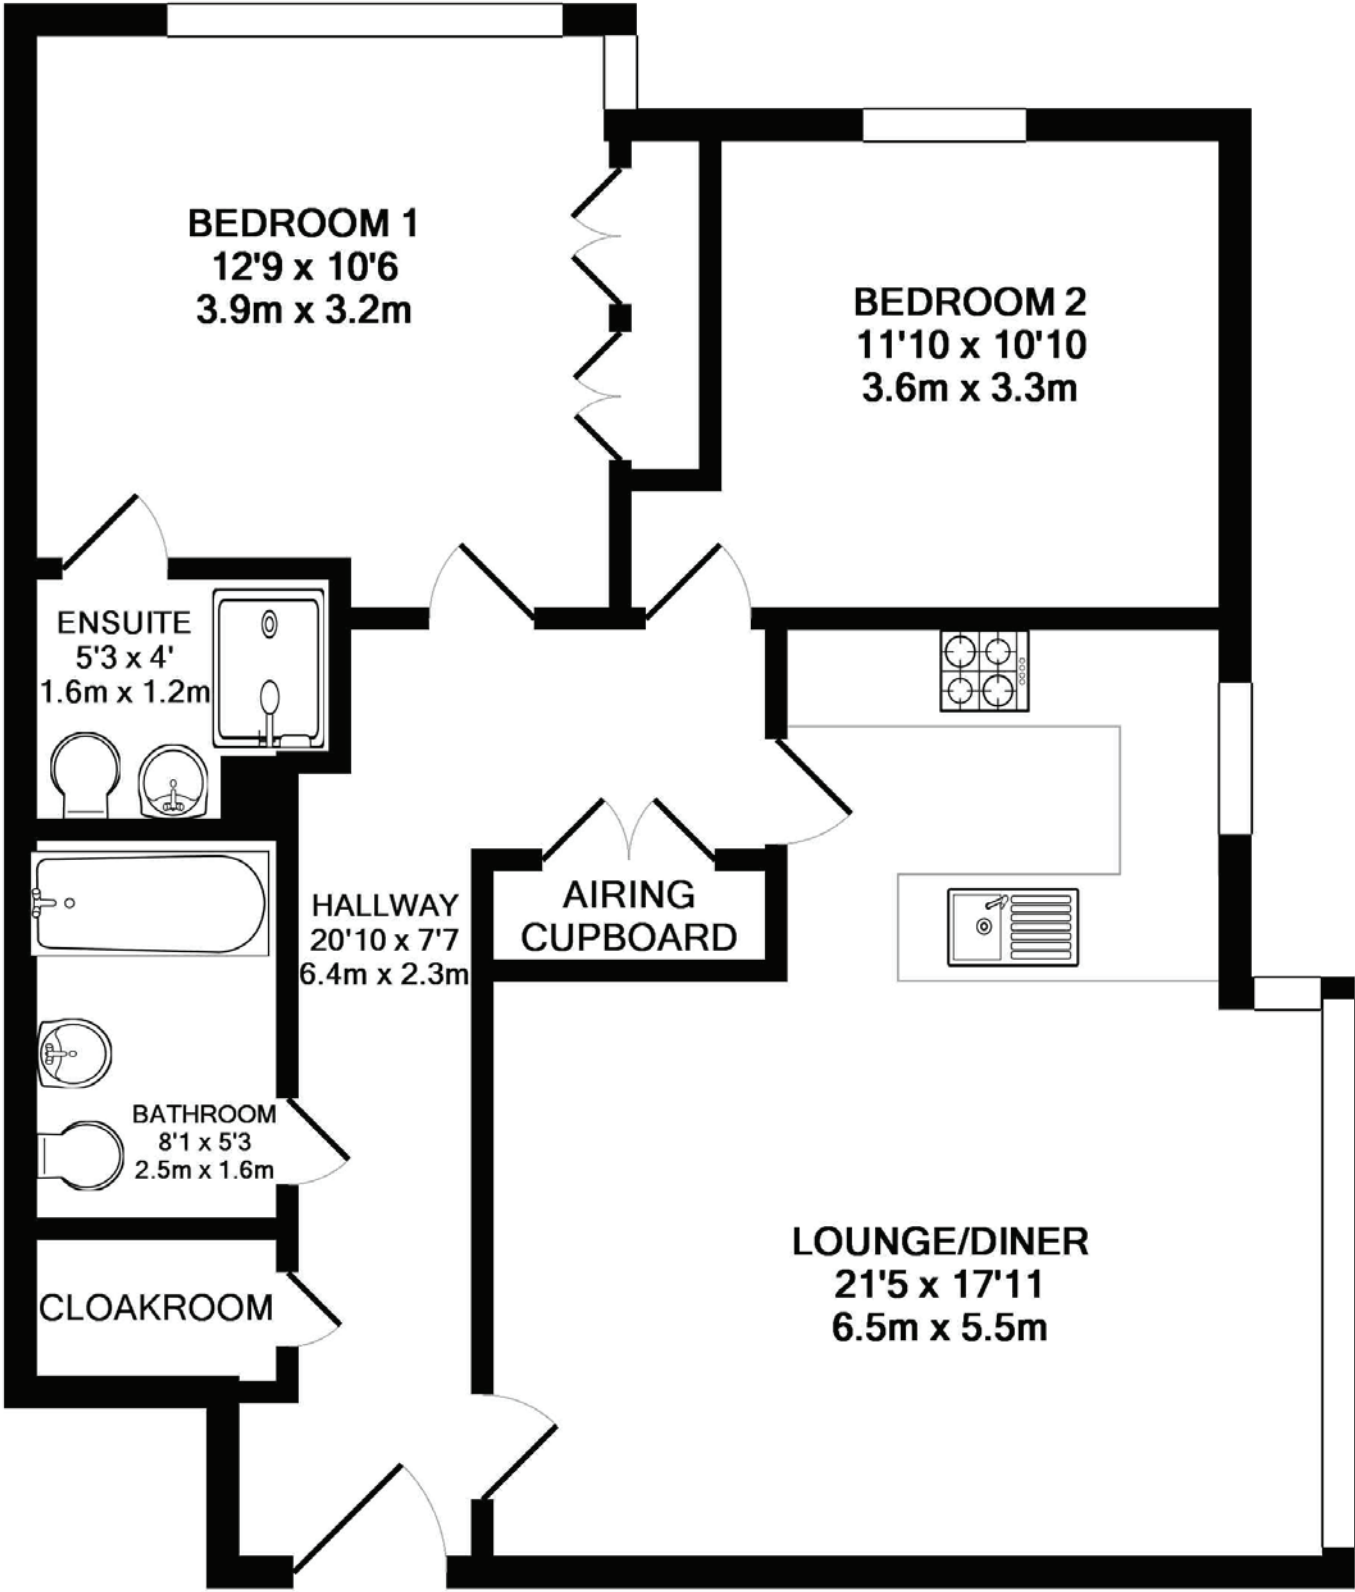 BEDROOM 1
12'9 x 10'6
3.9m x 3.2m
BEDROOM 2
11'10 x 10'10
3.6m x 3.3m
ENSUITE
5'3 x 4'
1.6m x 1.2m
HALLWAY
20'10 x 7'7
6.4m x 2.3m
AIRING
CUPBOARD
BATHROOM
8'1 x 5'3
2.5m x 1.6m
LOUNGE/DINER
21'5 x 17'11
6.5m x 5.5m
CLOAKROOM